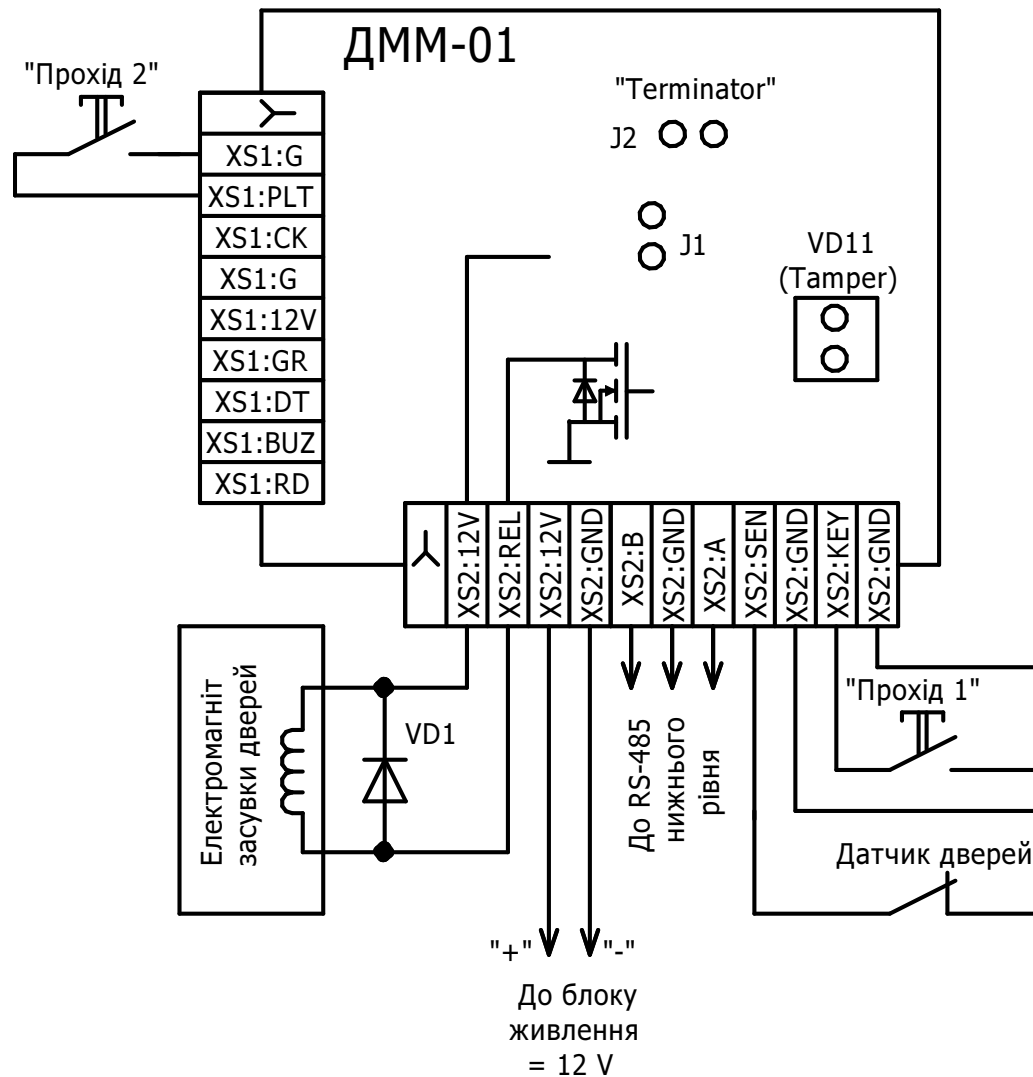 ДММ-01
"Прохід 2"
"Terminator"
J2
J1
VD11
(Tamper)
XS1:G
XS1:PLT
XS1:CK
XS1:G
XS1:12V
XS1:GR
XS1:DT
XS1:BUZ
XS1:RD
XS2:12V
XS2:REL
XS2:12V
XS2:GND
XS2:B
XS2:GND
XS2:A
XS2:SEN
XS2:GND
XS2:KEY
XS2:GND
Електромагніт
засувки дверей
VD1
До RS-485
нижнього
рівня
"Прохід 1"
Датчик дверей
"+"
"-"
До блоку
живлення
= 12 V